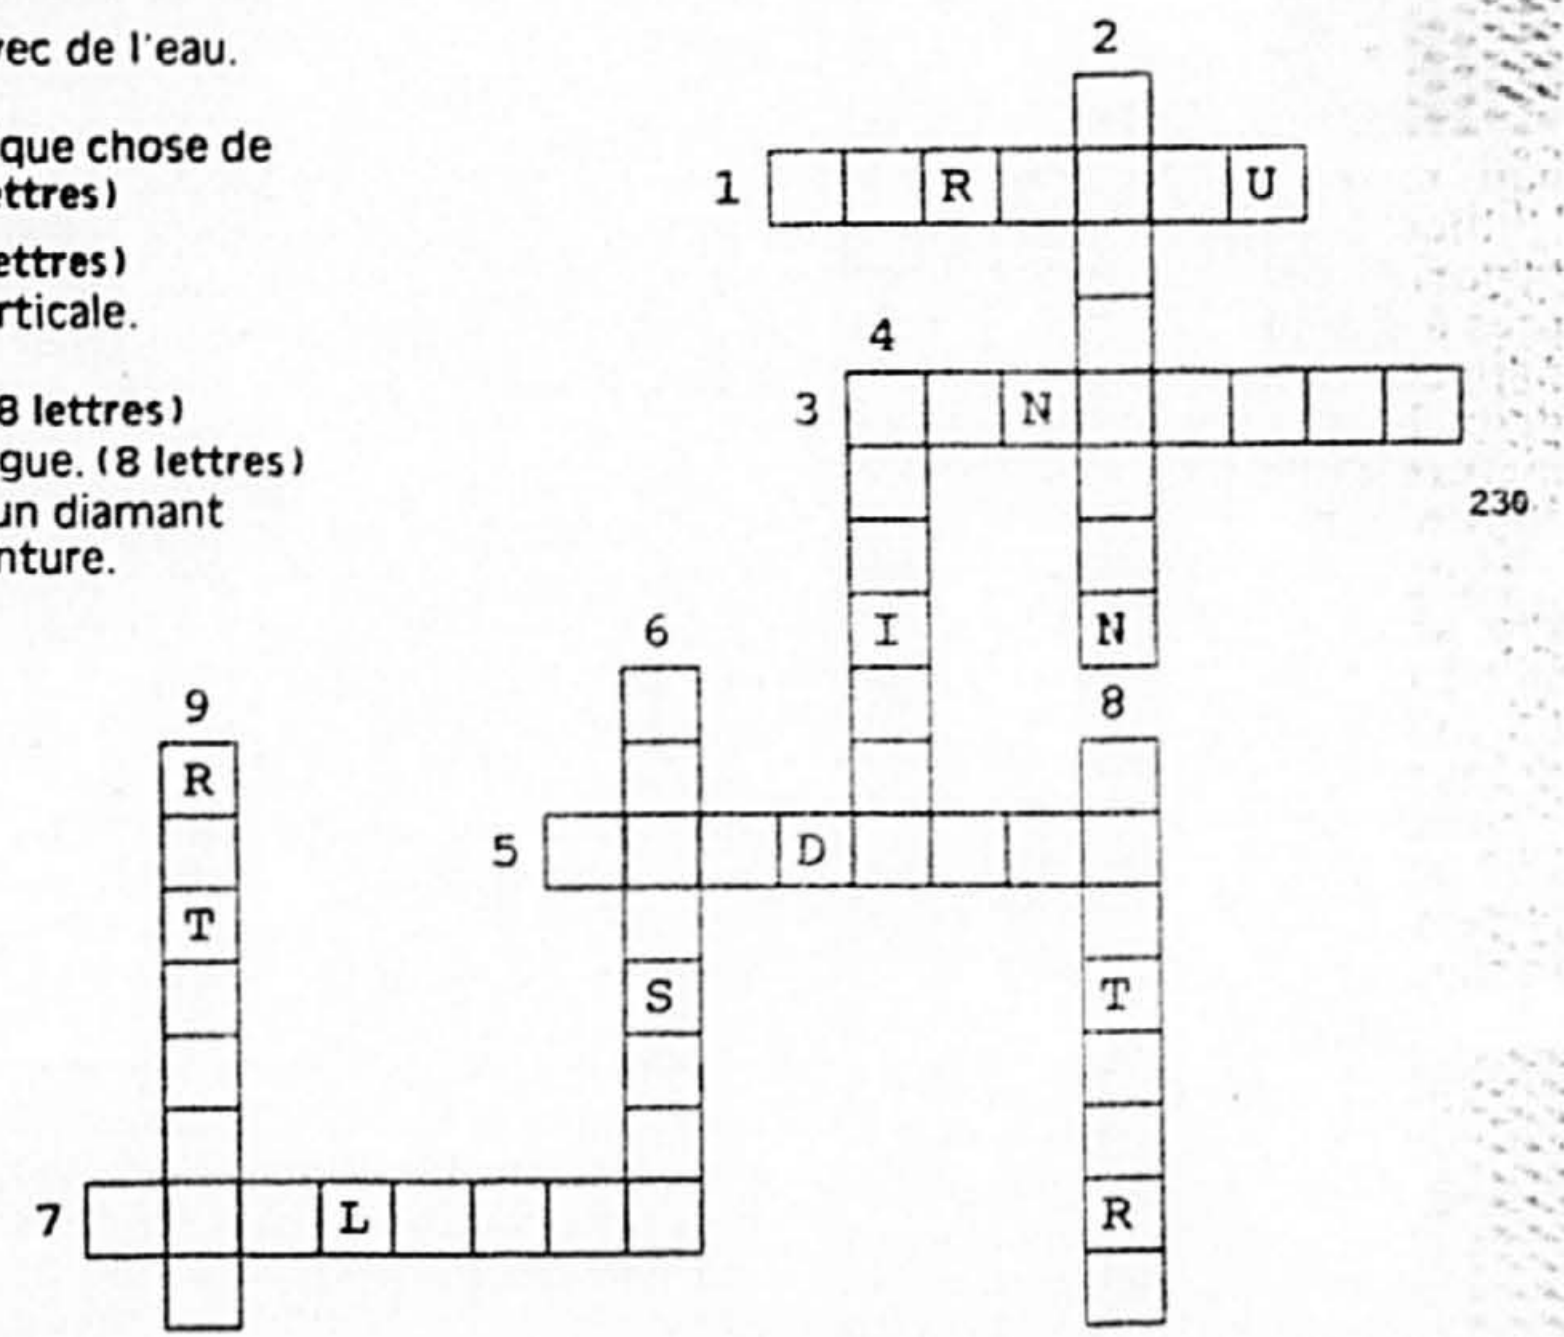 vec de l'eau.
que chose de
ettres)
ettres)
rticale.
8 lettres)
gue. (8 lettres)
un diamant
nture.
2
1 R U
4
3 N
230
I N
6
8
9
R
5 D
T
S T
7 L R